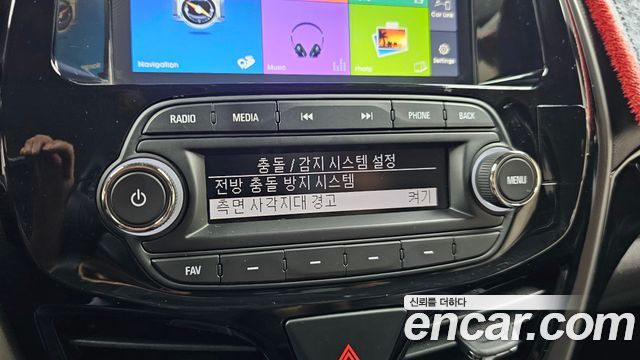 Navigation
Music
Photo
Car Link
Settings
RADIO MEDIA PHONE BACK
충돌 / 감지 시스템 설정
전방 충돌 방지 시스템
측면 사각지대 경고 켜기
MENU
FAV
신뢰를 더하다
encar.com